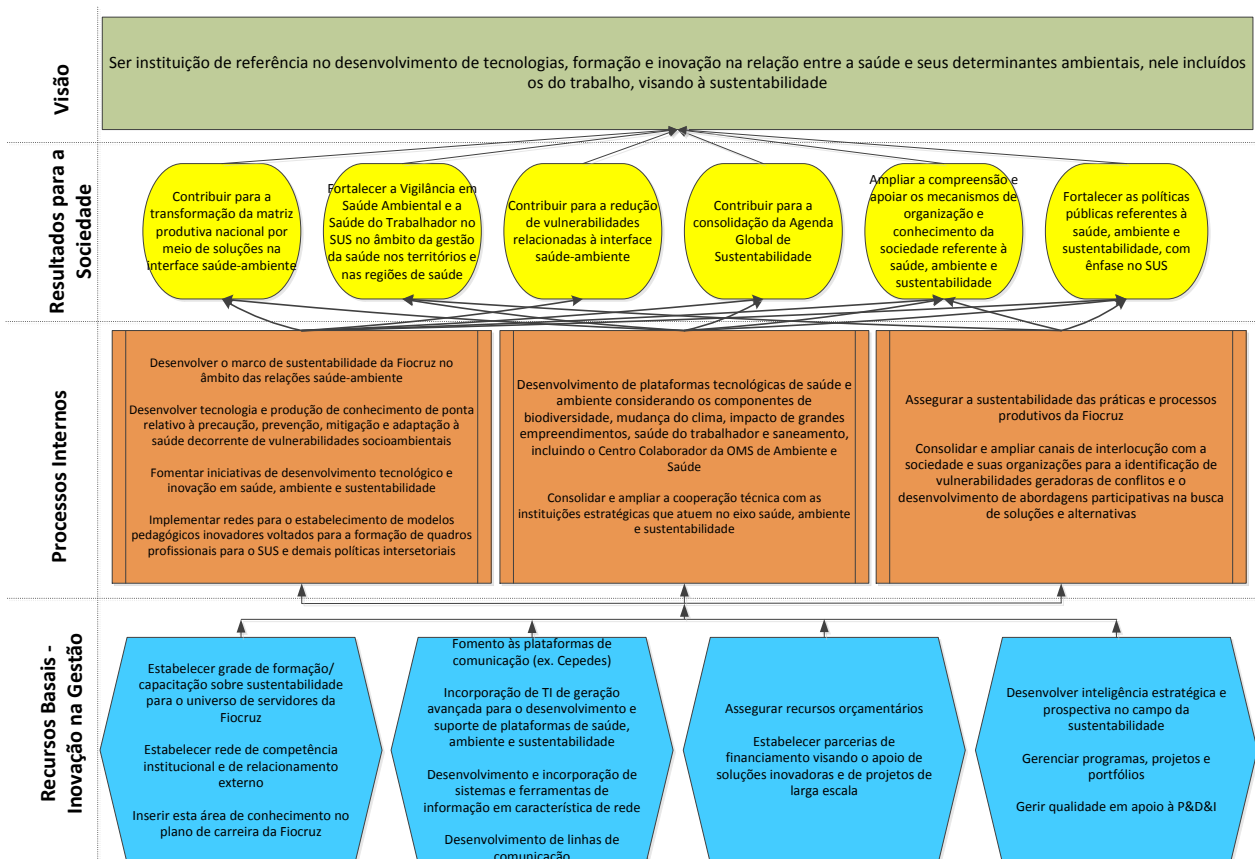 Visão
Ser instituição de referência no desenvolvimento de tecnologias, formação e inovação na relação entre a saúde e seus determinantes ambientais, nele incluídos
os do trabalho, visando à sustentabilidade
Resultados para a
Sociedade
Contribuir para a
transformação da matriz
produtiva nacional por
meio de soluções na
interface saúde-ambiente
Fortalecer a Vigilância em
Saúde Ambiental e a
Saúde do Trabalhador no
SUS no âmbito da gestão
da saúde nos territórios e
nas regiões de saúde
Contribuir para a redução
de vulnerabilidades
relacionadas à interface
saúde-ambiente
Contribuir para a
consolidação da Agenda
Global de
Sustentabilidade
Ampliar a compreensão e
apoiar os mecanismos de
organização e
conhecimento da
sociedade referente à
saúde, ambiente e
sustentabilidade
Fortalecer as políticas
públicas referentes à
saúde, ambiente e
sustentabilidade, com
ênfase no SUS
Processos Internos
Desenvolver o marco de sustentabilidade da Fiocruz no
âmbito das relações saúde-ambiente
Desenvolver tecnologia e produção de conhecimento de ponta
relativo à precaução, prevenção, mitigação e adaptação à
saúde decorrente de vulnerabilidades socioambientais
Fomentar iniciativas de desenvolvimento tecnológico e
inovação em saúde, ambiente e sustentabilidade
Implementar redes para o estabelecimento de modelos
pedagógicos inovadores voltados para a formação de quadros
profissionais para o SUS e demais políticas intersetoriais
Desenvolvimento de plataformas tecnológicas de saúde e
ambiente considerando os componentes de
biodiversidade, mudança do clima, impacto de grandes
empreendimentos, saúde do trabalhador e saneamento,
incluindo o Centro Colaborador da OMS de Ambiente e
Saúde
Consolidar e ampliar a cooperação técnica com as
instituições estratégicas que atuem no eixo saúde, ambiente
e sustentabilidade
Assegurar a sustentabilidade das práticas e processos
produtivos da Fiocruz
Consolidar e ampliar canais de interlocução com a
sociedade e suas organizações para a identificação de
vulnerabilidades geradoras de conflitos e o
desenvolvimento de abordagens participativas na busca
de soluções e alternativas
Recursos Basais -
Inovação na Gestão
Estabelecer grade de formação/
capacitação sobre sustentabilidade
para o universo de servidores da
Fiocruz
Estabelecer rede de competência
institucional e de relacionamento
externo
Inserir esta área de conhecimento no
plano de carreira da Fiocruz
Fomento às plataformas de
comunicação (ex. Cepedes)
Incorporação de TI de geração
avançada para o desenvolvimento e
suporte de plataformas de saúde,
ambiente e sustentabilidade
Desenvolvimento e incorporação de
sistemas e ferramentas de
informação em característica de rede
Desenvolvimento de linhas de
comunicação
Assegurar recursos orçamentários
Estabelecer parcerias de
financiamento visando o apoio de
soluções inovadoras e de projetos de
larga escala
Desenvolver inteligência estratégica e
prospectiva no campo da
sustentabilidade
Gerenciar programas, projetos e
portfólios
Gerir qualidade em apoio à P&D&I